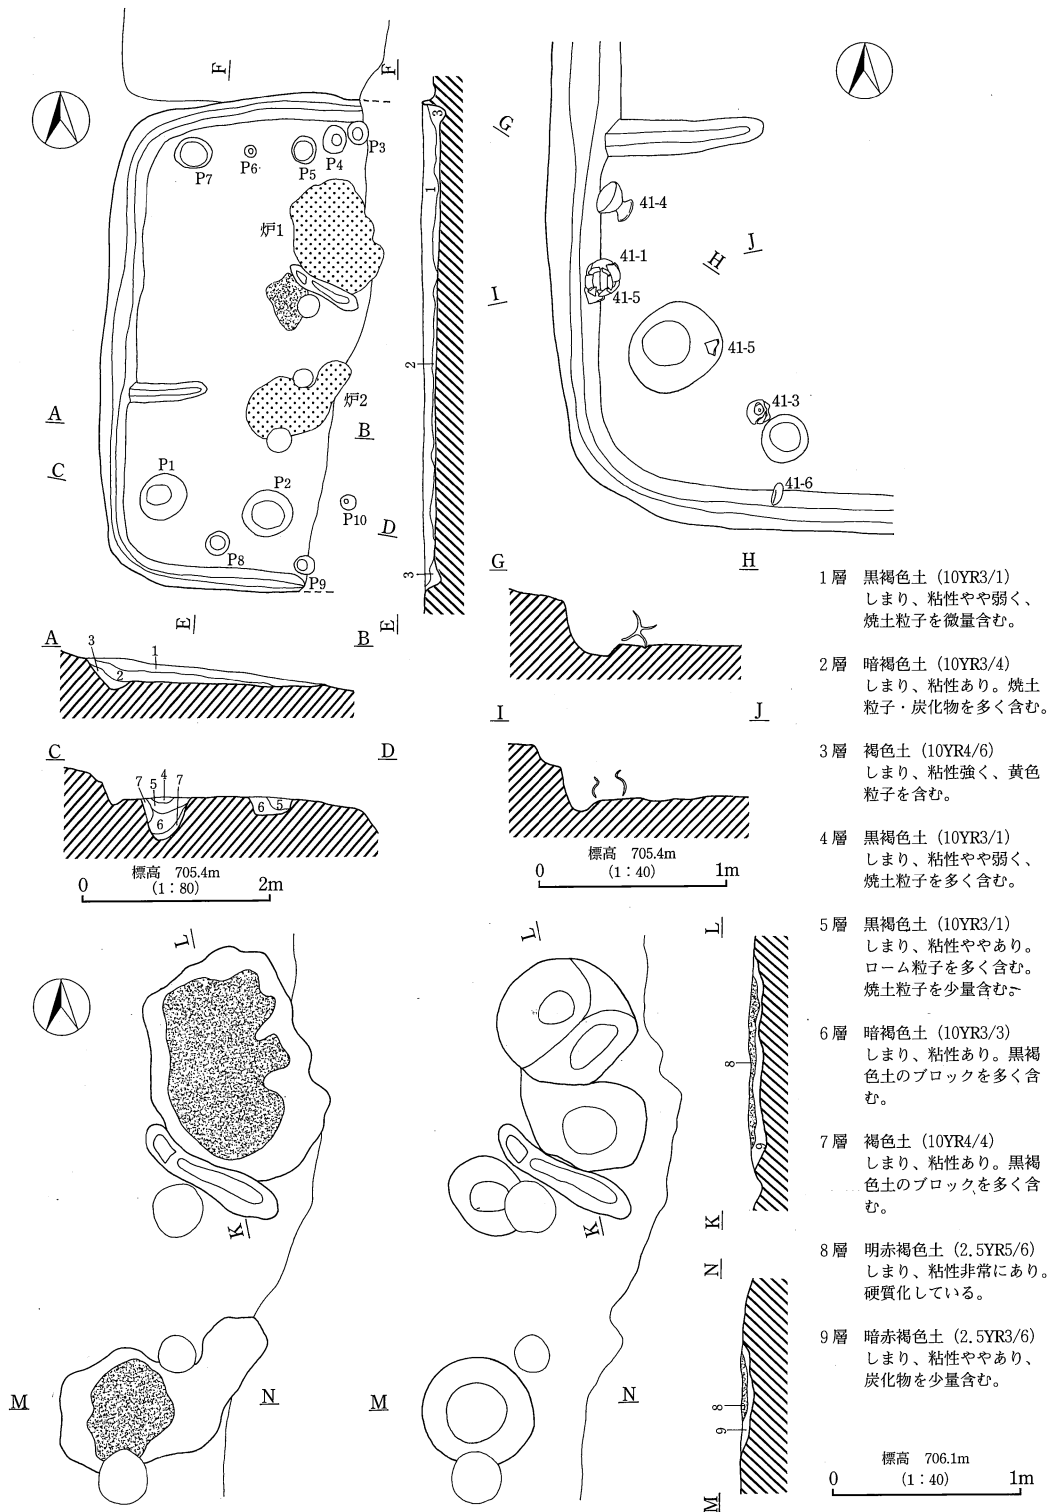 F
F
P7
P6
P5
P4
P3
炉1
炉2
A
B
C
P1
P2
P10
D
P8
P9
E
E
3
1
2
3
G
41-4
J
H
41-1
I
41-5
41-5
41-3
41-6
A
B
3
2
1
C
D
7
5
4
7
6
6
5
標高 705.4m
(1：80)
0
2m
G
H
I
J
標高 705.4m
(1：40)
0
1m
1層 黒褐色土 (10YR3/1)
しまり、粘性やや弱く、
焼土粒子を微量含む。
2層 暗褐色土 (10YR3/4)
しまり、粘性あり。焼土
粒子・炭化物を多く含む。
3層 褐色土 (10YR4/6)
しまり、粘性強く、黄色
粒子を含む。
4層 黒褐色土 (10YR3/1)
しまり、粘性やや弱く、
焼土粒子を多く含む。
5層 黒褐色土 (10YR3/1)
しまり、粘性ややあり。
ローム粒子を多く含む。
焼土粒子を少量含む。
6層 暗褐色土 (10YR3/3)
しまり、粘性あり。黒褐
色土のブロックを多く含
む。
7層 褐色土 (10YR4/4)
しまり、粘性あり。黒褐
色土のブロックを多く含
む。
8層 明赤褐色土 (2.5YR5/6)
しまり、粘性非常にあり。
硬質化している。
9層 暗赤褐色土 (2.5YR3/6)
しまり、粘性ややあり、
炭化物を少量含む。
L
K
M
N
L
K
M
N
L
8
9
K
N
8
9
M
標高 706.1m
(1：40)
0
1m